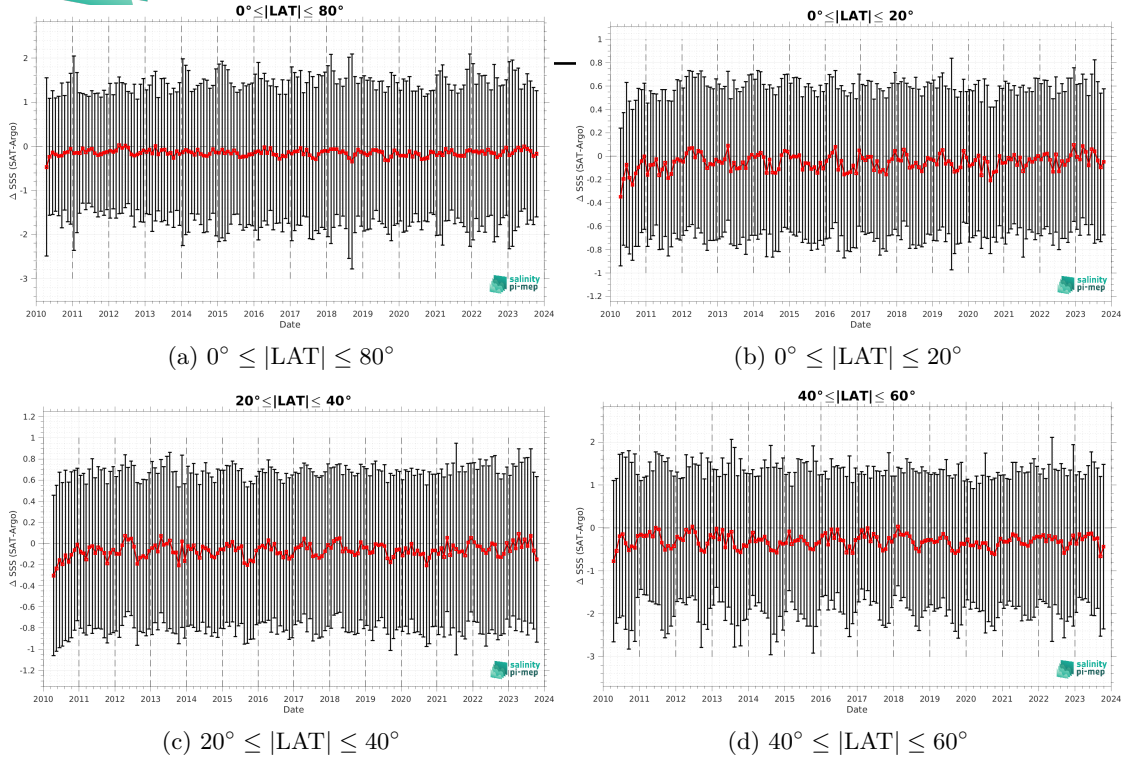 0°≤|LAT|≤ 80°
Δ SSS (SAT-Argo)
2
1
0
-1
-2
-3
salinity
pi-mep
2010 2011 2012 2013 2014 2015 2016 2017 2018 2019 2020 2021 2022 2023 2024
Date
(a) 0° ≤ |LAT| ≤ 80°
0°≤|LAT|≤ 20°
Δ SSS (SAT-Argo)
1
0.8
0.6
0.4
0.2
0
-0.2
-0.4
-0.6
-0.8
-1
-1.2
salinity
pi-mep
2010 2011 2012 2013 2014 2015 2016 2017 2018 2019 2020 2021 2022 2023 2024
Date
(b) 0° ≤ |LAT| ≤ 20°
20°≤|LAT|≤ 40°
Δ SSS (SAT-Argo)
1.2
1
0.8
0.6
0.4
0.2
0
-0.2
-0.4
-0.6
-0.8
-1
-1.2
salinity
pi-mep
2010 2011 2012 2013 2014 2015 2016 2017 2018 2019 2020 2021 2022 2023 2024
Date
(c) 20° ≤ |LAT| ≤ 40°
40°≤|LAT|≤ 60°
Δ SSS (SAT-Argo)
2
1
0
-1
-2
-3
salinity
pi-mep
2010 2011 2012 2013 2014 2015 2016 2017 2018 2019 2020 2021 2022 2023 2024
Date
(d) 40° ≤ |LAT| ≤ 60°